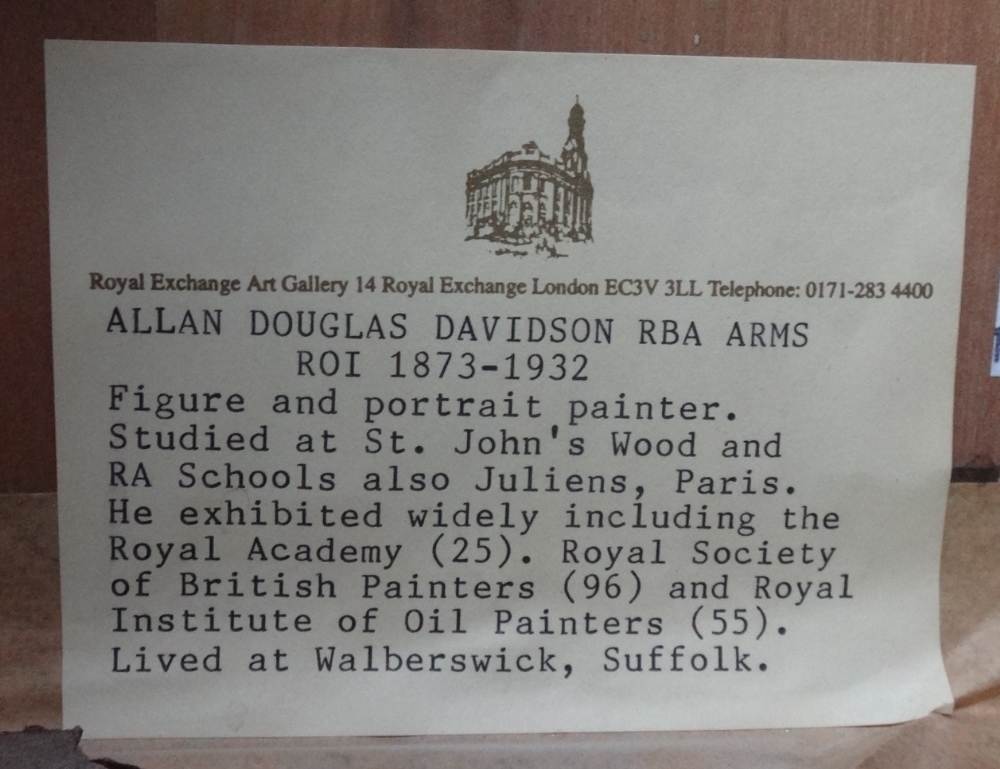 Royal Exchange Art Gallery 14 Royal Exchange London EC3V 3LL Telephone: 0171-283 4400
ALLAN DOUGLAS DAVIDSON RBA ARMS
ROI 1873-1932
Figure and portrait painter.
Studied at St. John's Wood and
RA Schools also Juliens, Paris.
He exhibited widely including the
Royal Academy (25). Royal Society
of British Painters (96) and Royal
Institute of Oil Painters (55).
Lived at Walberswick, Suffolk.